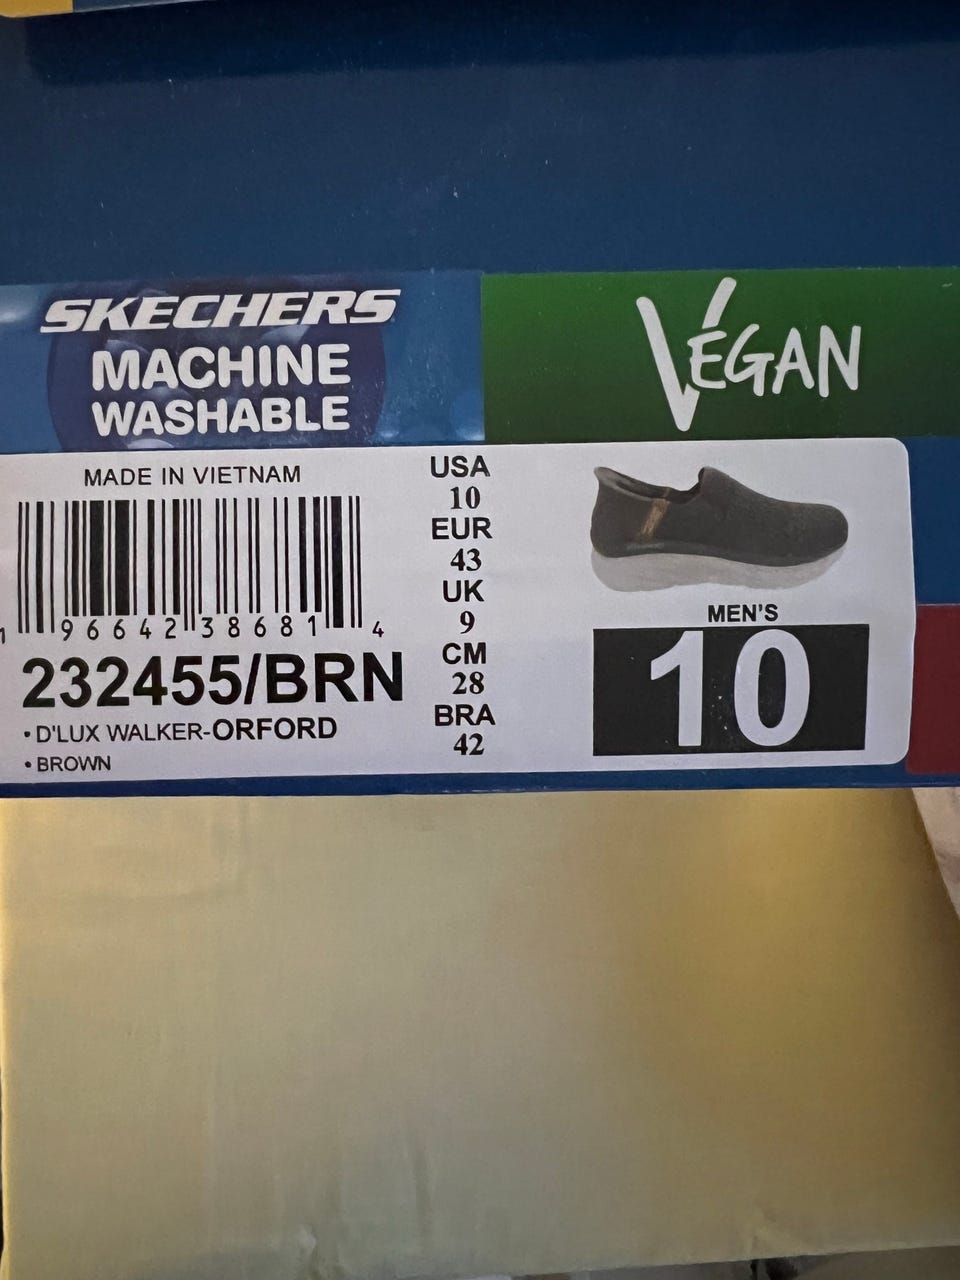 SKECHERS
MACHINE
WASHABLE
VEGAN
MADE IN VIETNAM
1 96642 38681 4
232455/BRN
• D'LUX WALKER-ORFORD
• BROWN
USA
10
EUR
43
UK
9
CM
28
BRA
42
MEN'S
10